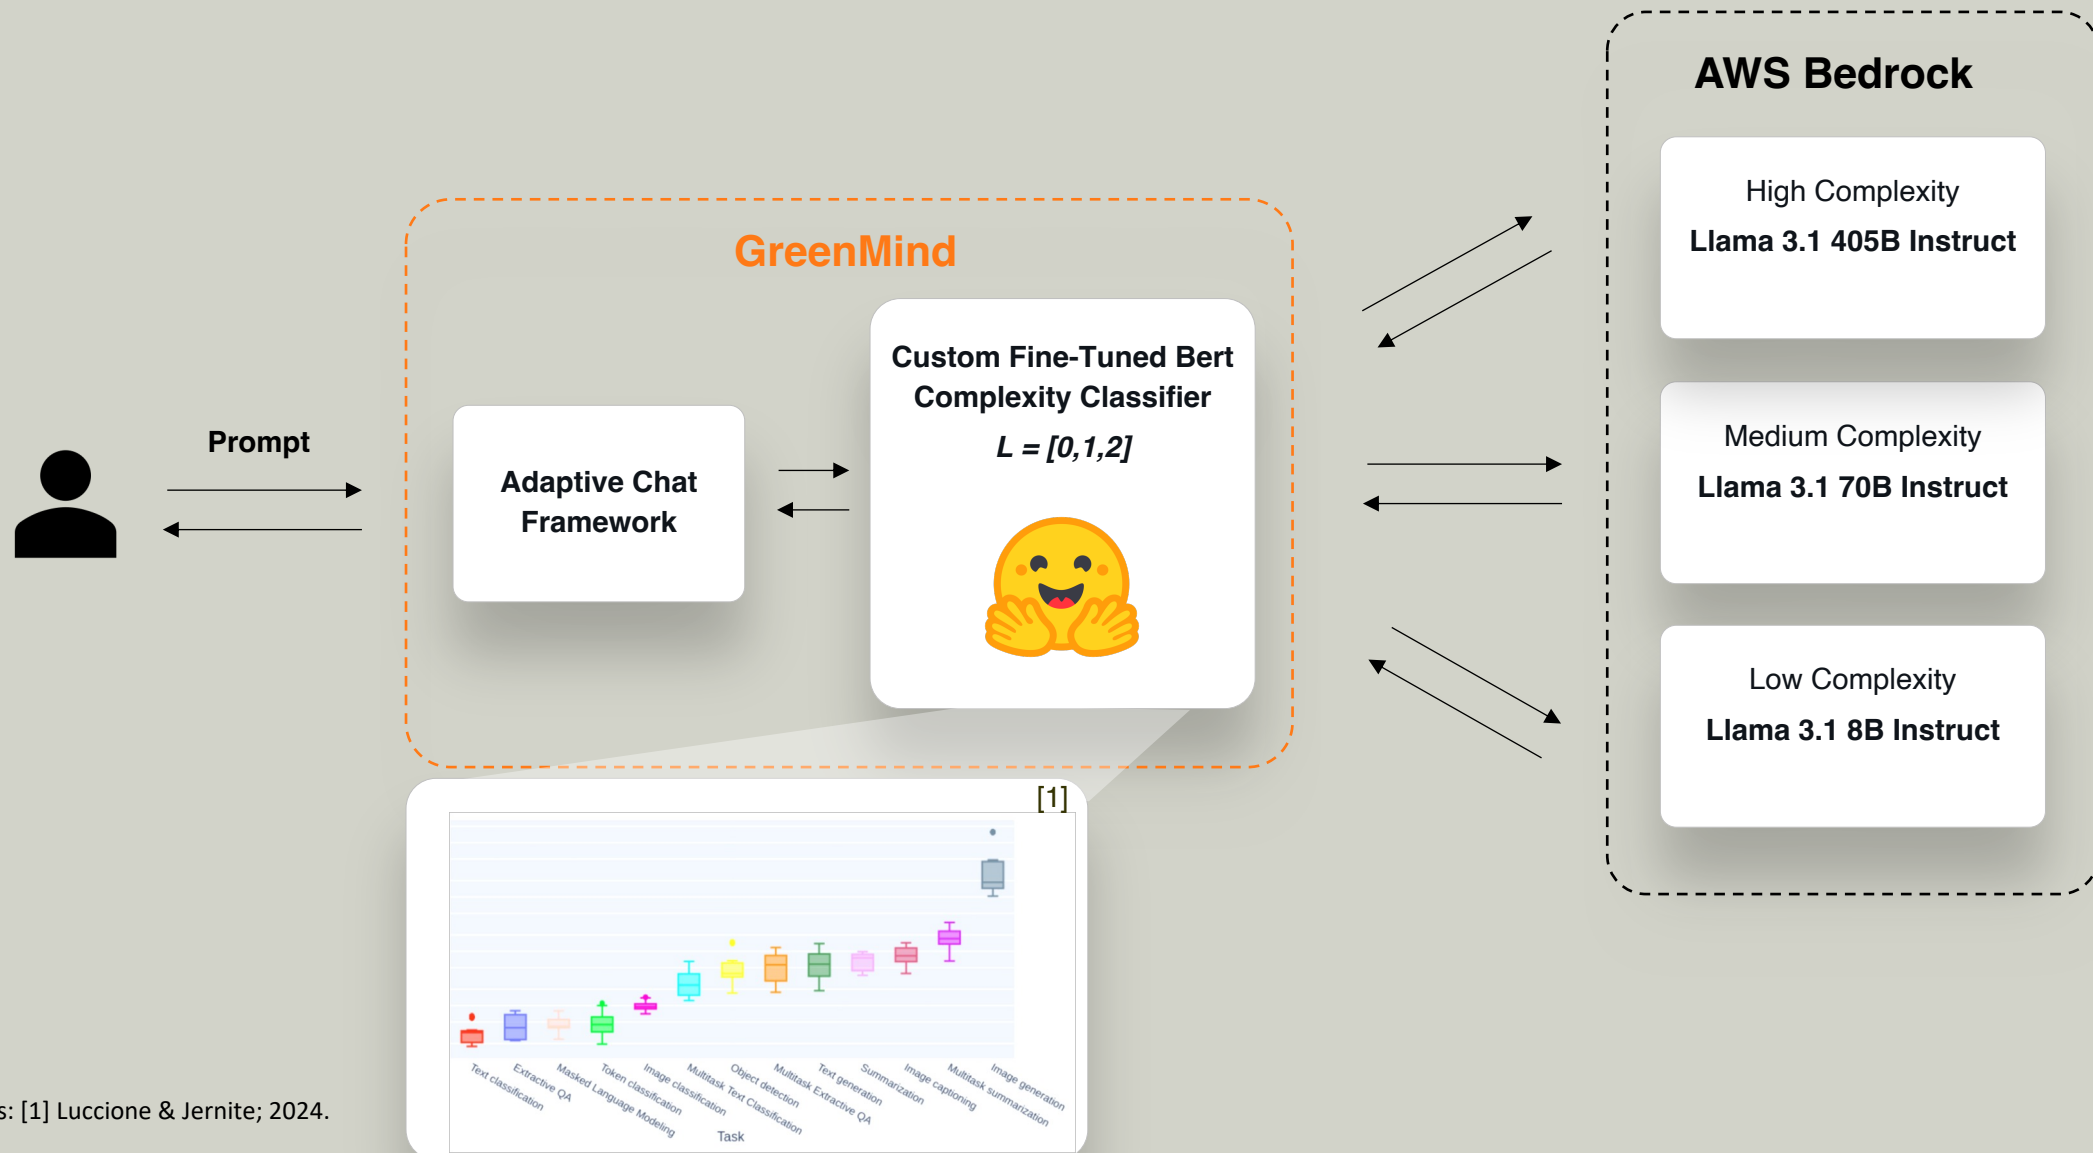 AWS Bedrock
High Complexity
Llama 3.1 405B Instruct
GreenMind
Custom Fine-Tuned Bert
Complexity Classifier
L = [0,1,2]
Prompt
Adaptive Chat
Framework
Medium Complexity
Llama 3.1 70B Instruct
Low Complexity
Llama 3.1 8B Instruct
[1]
Text classification
Extractive QA
Masked Language Modeling
Token classification
Image classification
Multitask Text Classification
Object detection
Multitask Extractive QA
Text generation
Summarization
Image captioning
Multitask summarization
Image generation
Task
s: [1] Luccione & Jernite; 2024.